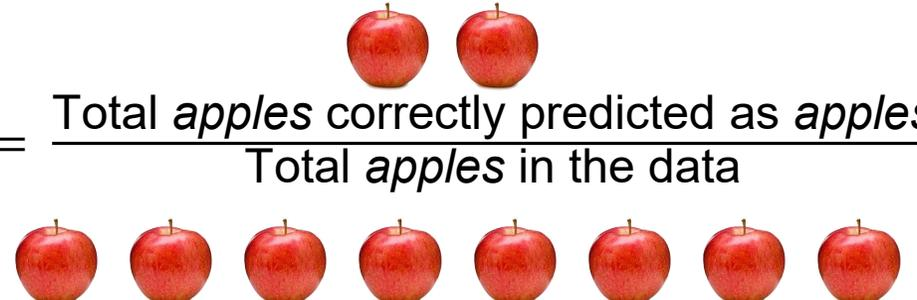 Total apples correctly predicted as apples
=
Total apples in the data